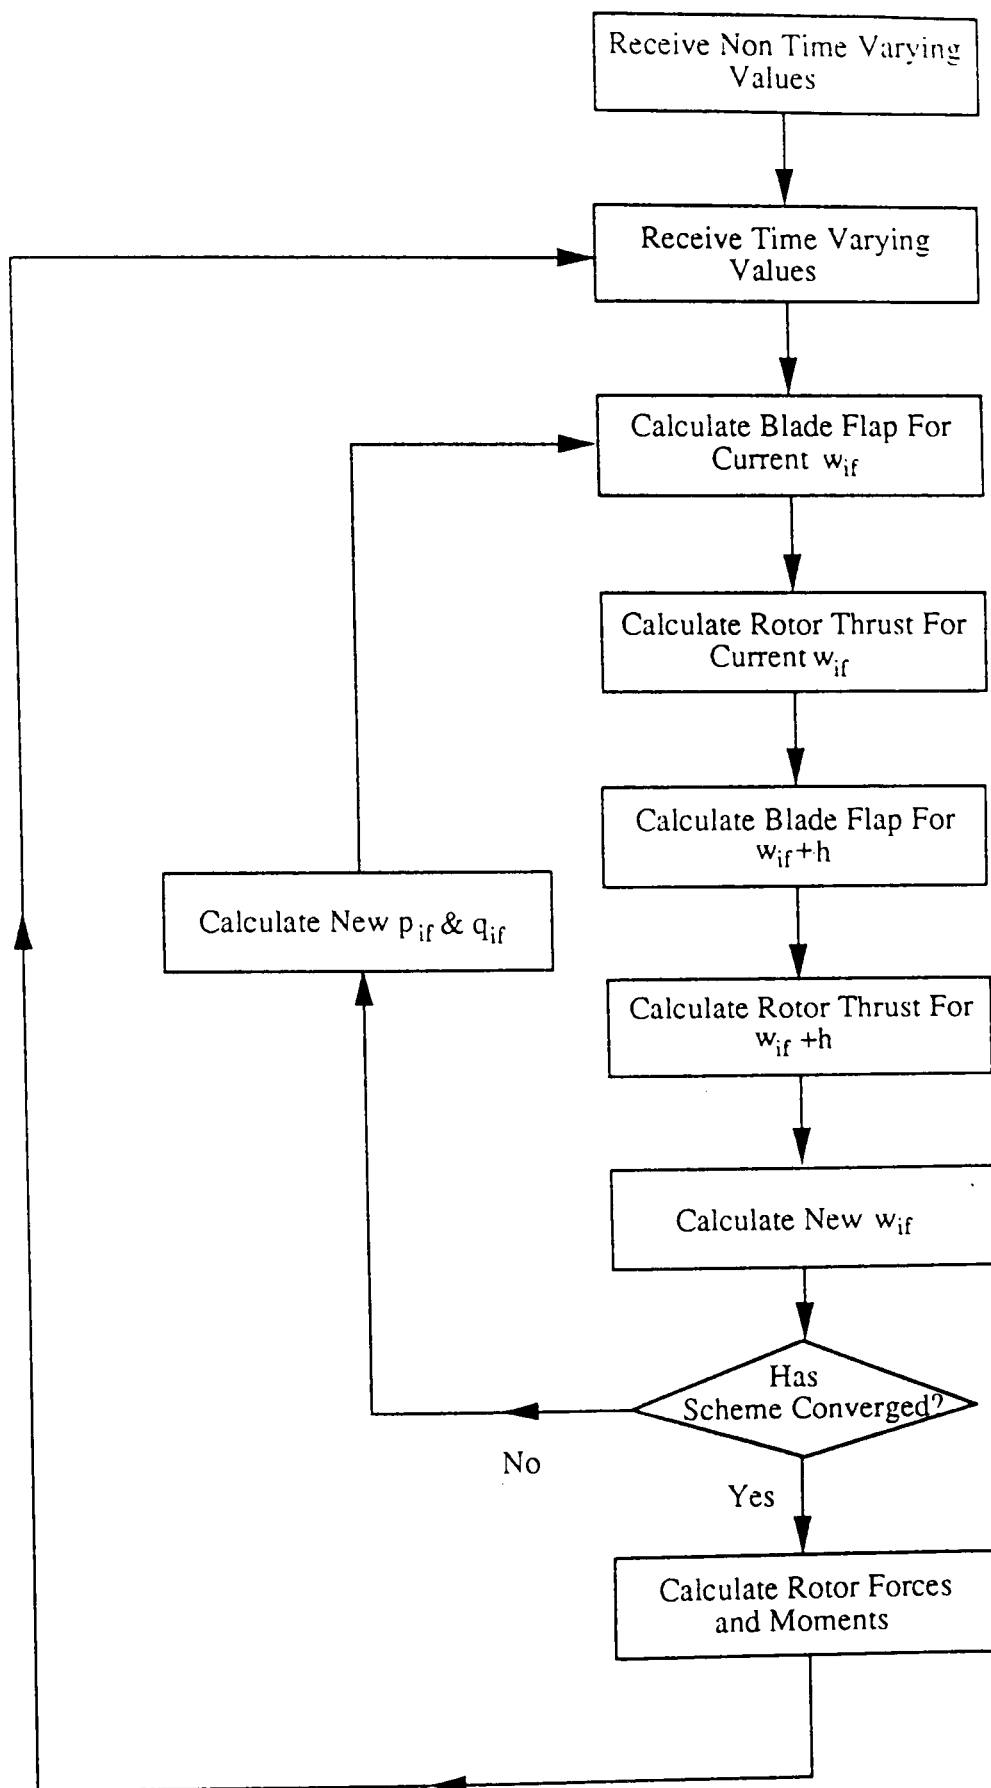 Receive Non Time Varying
Values
Receive Time Varying
Values
Calculate Blade Flap For
Current w_if
Calculate Rotor Thrust For
Current w_if
Calculate Blade Flap For
w_if+h
Calculate New p_if & q_if
Calculate Rotor Thrust For
w_if +h
Calculate New w_if
Has
Scheme Converged?
No
Yes
Calculate Rotor Forces
and Moments